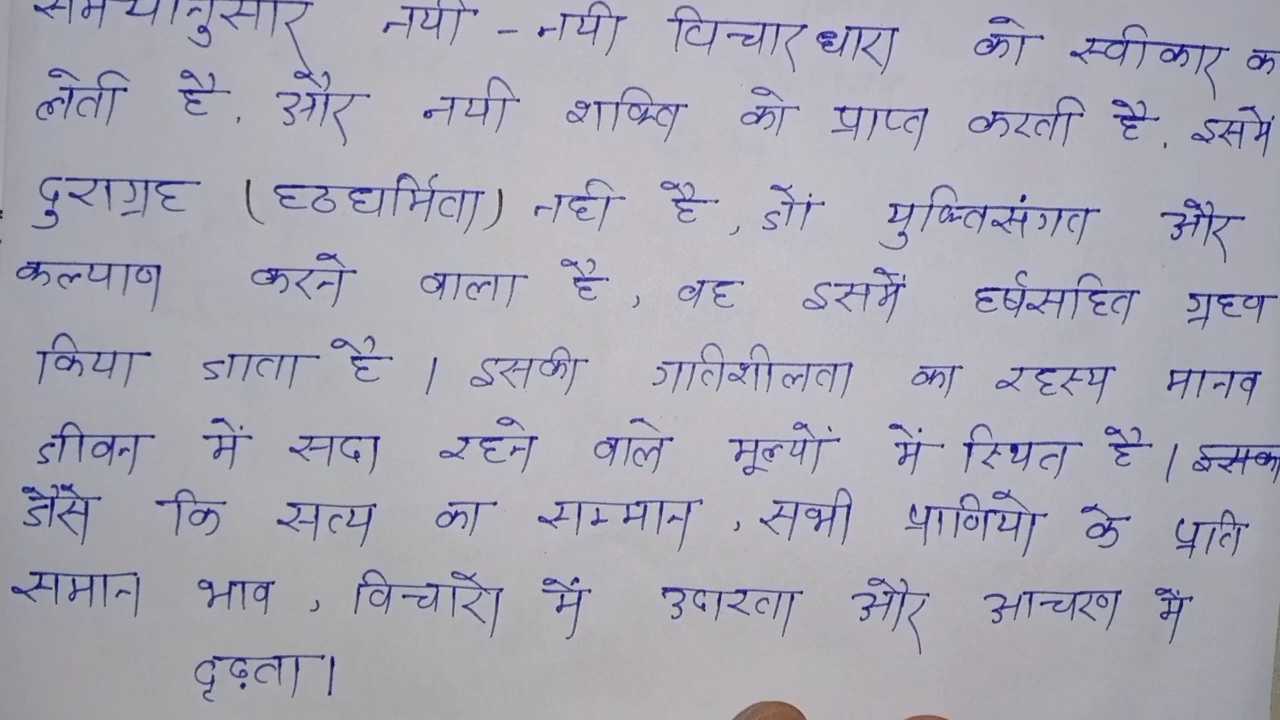 समयानुसार नयी - नयी विचारधारा को स्वीकार क
लेती है. और नयी शक्ति को प्राप्त करती है. इसमें
दुराग्रह (हठधर्मिता) नही है, जो युक्तिसंगत और
कल्याण करने वाला है, वह इसमें हर्षसहित ग्रहण
किया जाता है । इसकी गतिशीलता का रहस्य मानव
जीवन में सदा रहने वाले मूल्यों में स्थित है । इसक
जैसे कि सत्य का सम्मान, सभी प्राणियो के प्रति
समान भाव, विचारो में उदारता और आचरण मे
दृढ़ता।